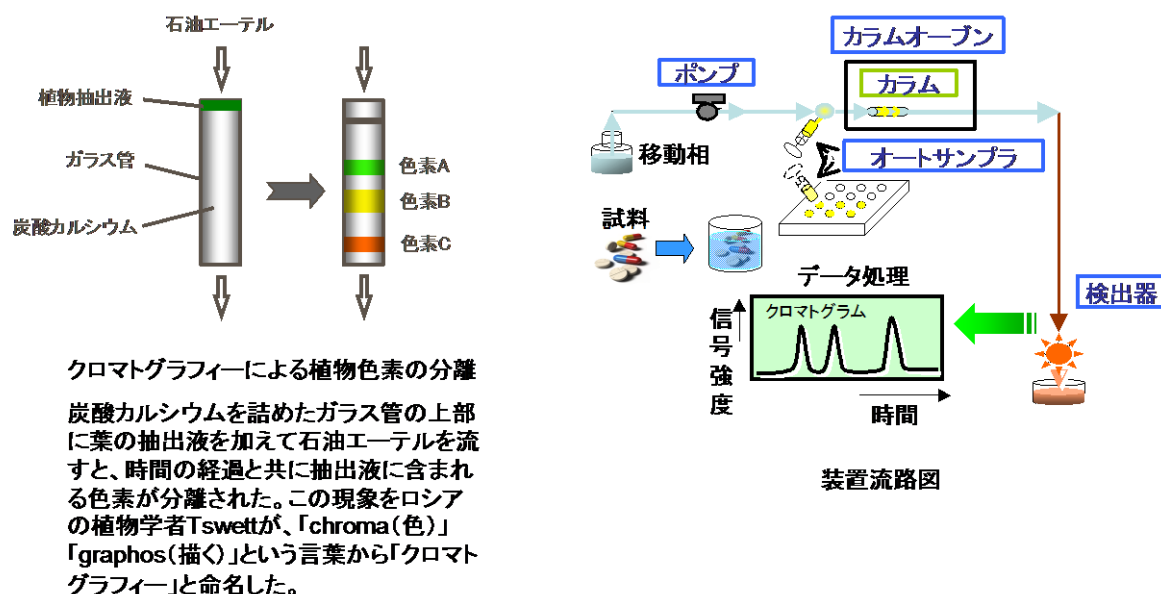 石油エーテル
植物抽出液
ガラス管
炭酸カルシウム
色素A
色素B
色素C
クロマトグラフィーによる植物色素の分離
炭酸カルシウムを詰めたガラス管の上部
に葉の抽出液を加えて石油エーテルを流
すと、時間の経過と共に抽出液に含まれ
る色素が分離された。この現象をロシア
の植物学者Tswettが、「chroma(色)」
「graphos(描く)」という言葉から「クロマト
グラフィー」と命名した。
カラムオーブン
ポンプ
カラム
移動相
オートサンプラ
試料
データ処理
検出器
クロマトグラム
信号強度
時間
装置流路図